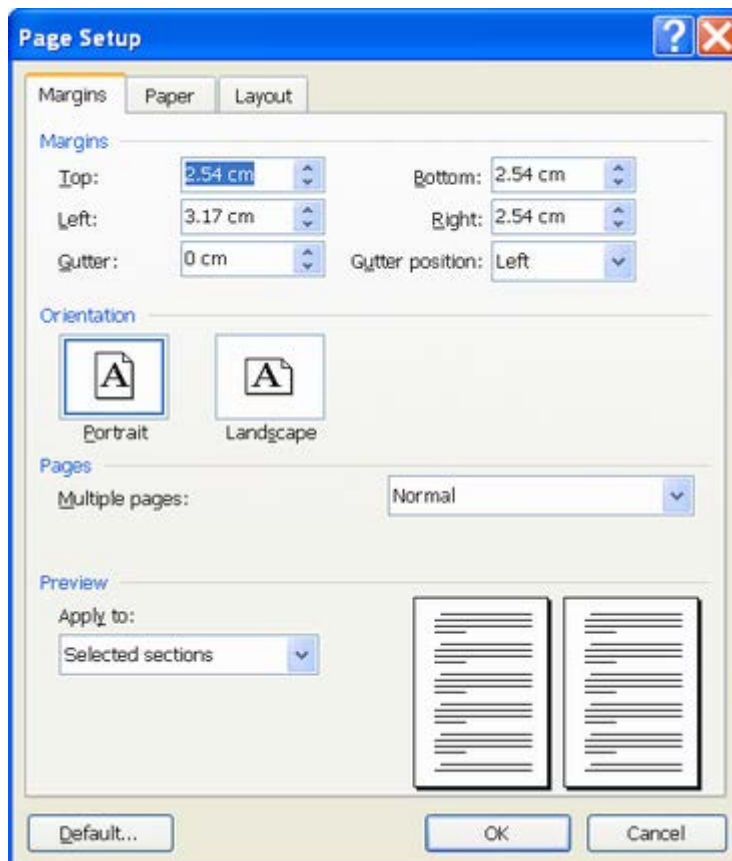 Page Setup
Margins Paper Layout
Margins
Top: 2.54 cm Bottom: 2.54 cm
Left: 3.17 cm Right: 2.54 cm
Gutter: 0 cm Gutter position: Left
Orientation
A A
Portrait Landscape
Pages
Multiple pages: Normal
Preview
Apply to:
Selected sections
Default... OK Cancel